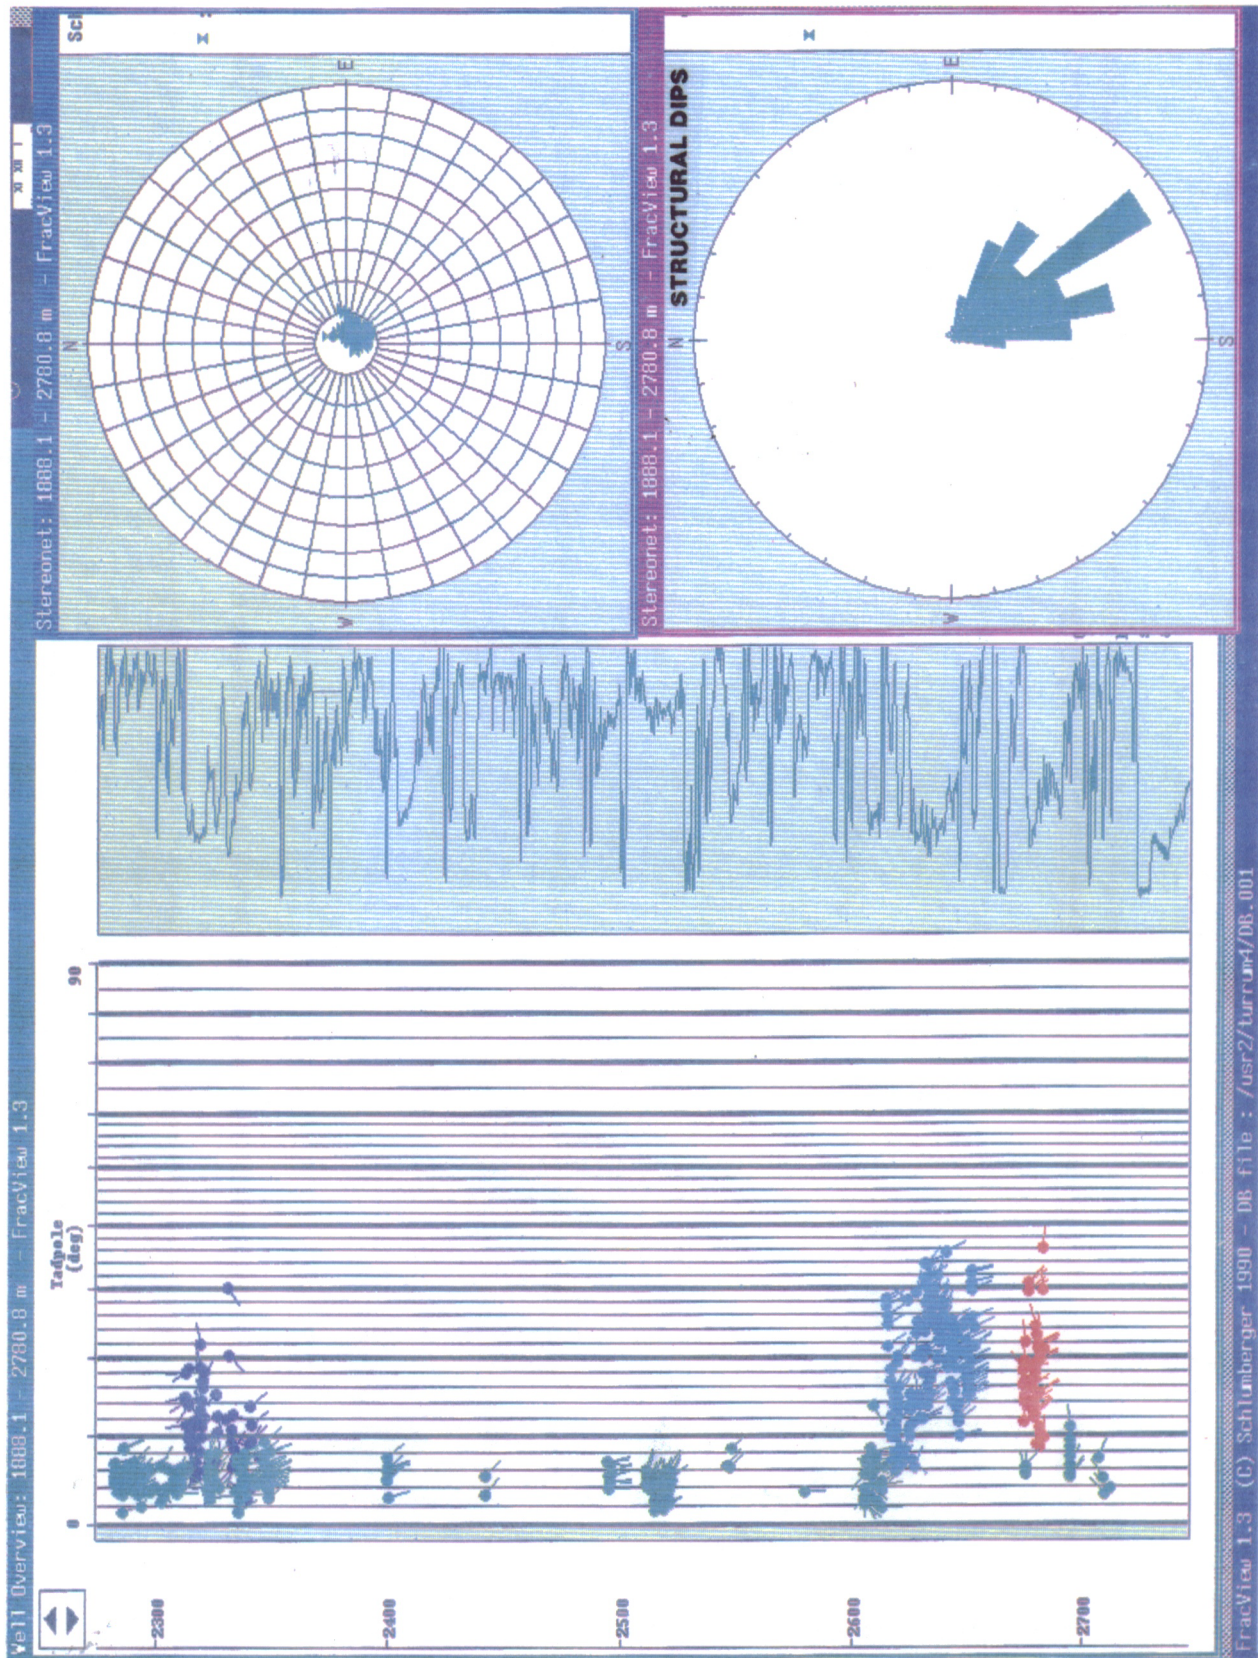 Well Overview: 1888.1 - 2780.8 m - FracView 1.3
XI XII I
Stereonet: 1888.1 - 2780.8 m - FracView 1.3
N
E
S
W
Stereonet: 1888.1 - 2780.8 m - FracView 1.3
STRUCTURAL DIPS
N
E
S
W
Tadpole
(deg)
0
90
2300
2400
2500
2600
2700
FracView 1.3 (C) Schlumberger 1990 - DB file : /usr2/turrum4/DB.001